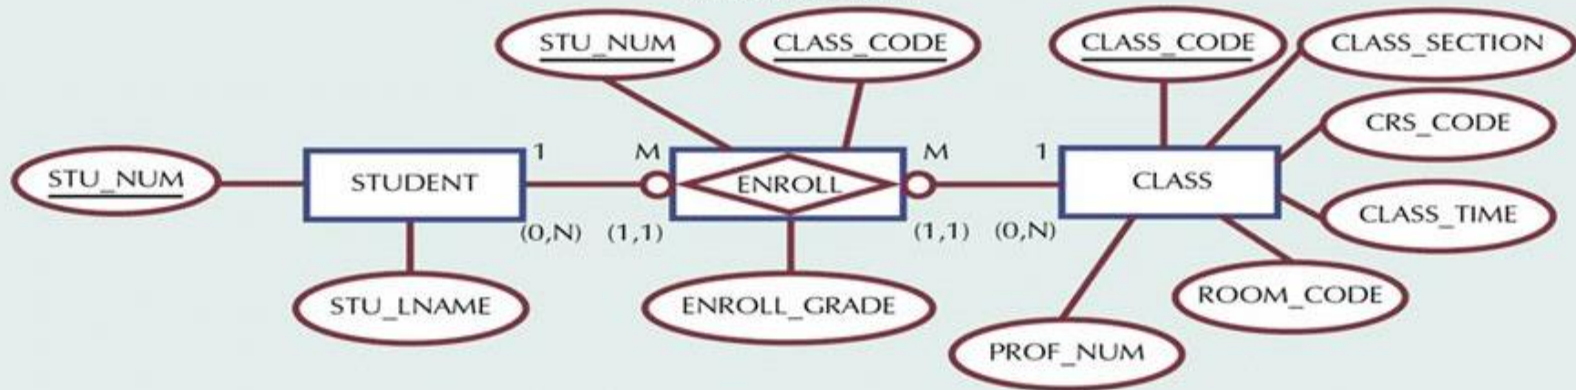 STU_NUM
CLASS_CODE
CLASS_CODE
CLASS_SECTION
CRS_CODE
STU_NUM
STUDENT
1
M
ENROLL
M
1
CLASS
CLASS_TIME
(0,N)
(1,1)
(1,1)
(0,N)
STU_LNAME
ENROLL_GRADE
ROOM_CODE
PROF_NUM